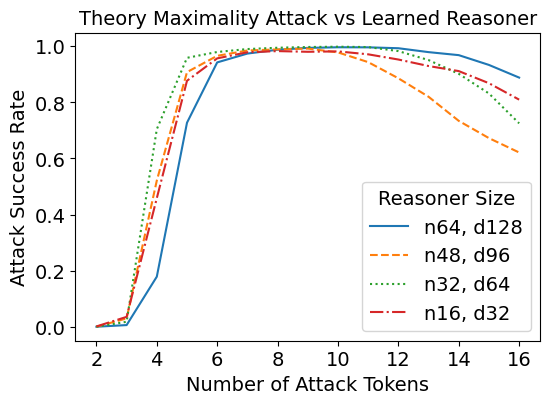 Theory Maximality Attack vs Learned Reasoner
Attack Success Rate
1.0
0.8
0.6
0.4
0.2
0.0
Reasoner Size
n64, d128
n48, d96
n32, d64
n16, d32
2 4 6 8 10 12 14 16
Number of Attack Tokens